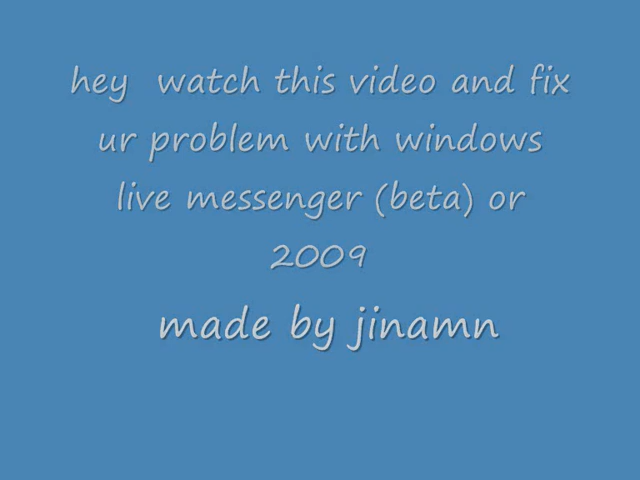 hey  watch this video and fix
ur problem with windows
live messenger (beta) or
2009
made by jinamn